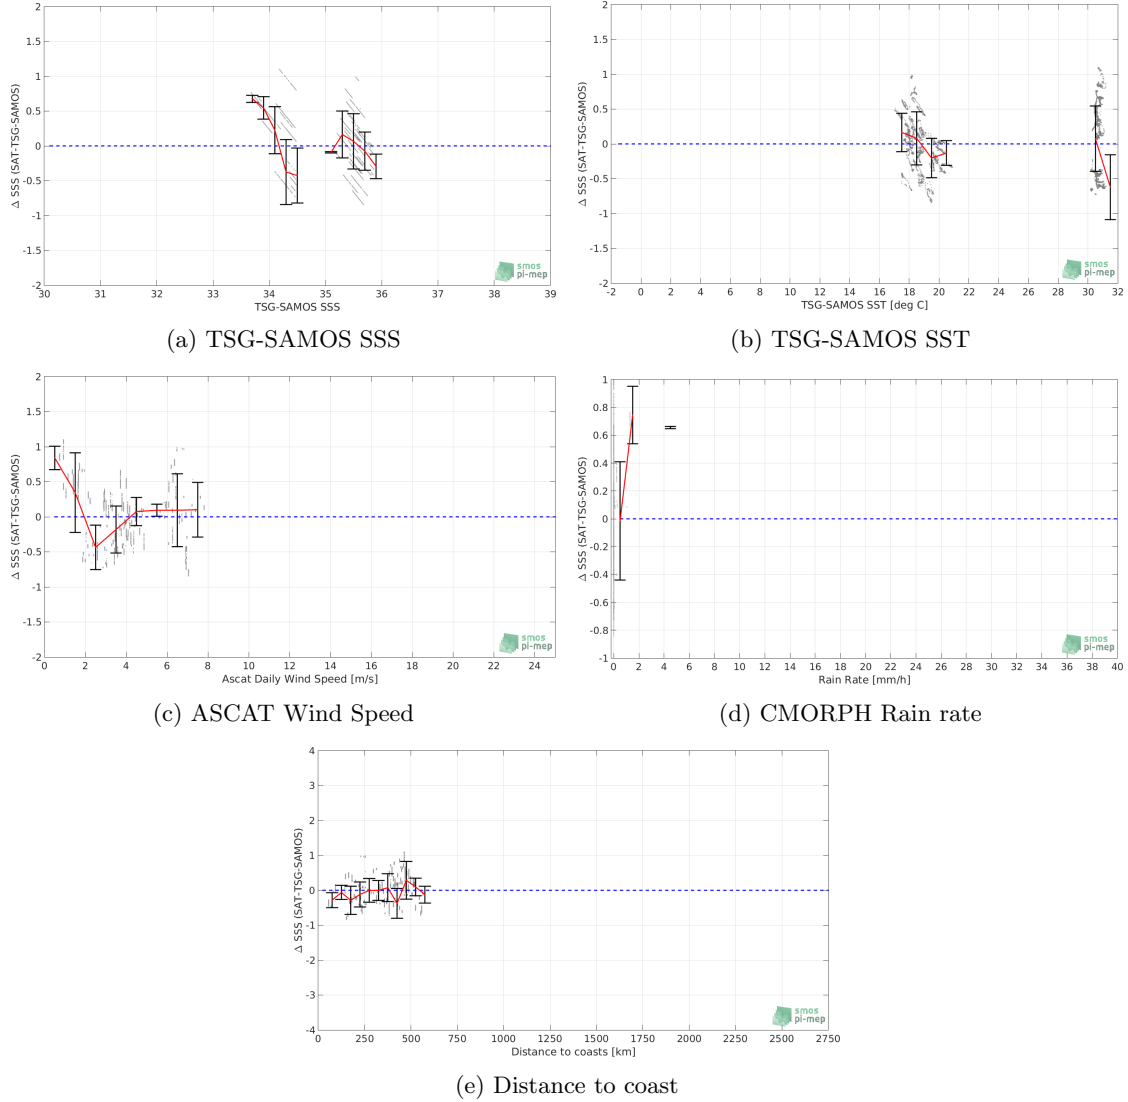 2
1.5
1
0.5
0
-0.5
-1
-1.5
-2
Δ SSS (SAT-TSG-SAMOS)
30 31 32 33 34 35 36 37 38 39
TSG-SAMOS SSS
smos
pi-mep
(a) TSG-SAMOS SSS
2
1.5
1
0.5
0
-0.5
-1
-1.5
-2
Δ SSS (SAT-TSG-SAMOS)
-2 0 2 4 6 8 10 12 14 16 18 20 22 24 26 28 30 32
TSG-SAMOS SST [deg C]
smos
pi-mep
(b) TSG-SAMOS SST
2
1.5
1
0.5
0
-0.5
-1
-1.5
-2
Δ SSS (SAT-TSG-SAMOS)
0 2 4 6 8 10 12 14 16 18 20 22 24
Ascat Daily Wind Speed [m/s]
smos
pi-mep
(c) ASCAT Wind Speed
1
0.8
0.6
0.4
0.2
0
-0.2
-0.4
-0.6
-0.8
-1
Δ SSS (SAT-TSG-SAMOS)
0 2 4 6 8 10 12 14 16 18 20 22 24 26 28 30 32 34 36 38 40
Rain Rate [mm/h]
smos
pi-mep
(d) CMORPH Rain rate
4
3
2
1
0
-1
-2
-3
-4
Δ SSS (SAT-TSG-SAMOS)
0 250 500 750 1000 1250 1500 1750 2000 2250 2500 2750
Distance to coasts [km]
smos
pi-mep
(e) Distance to coast